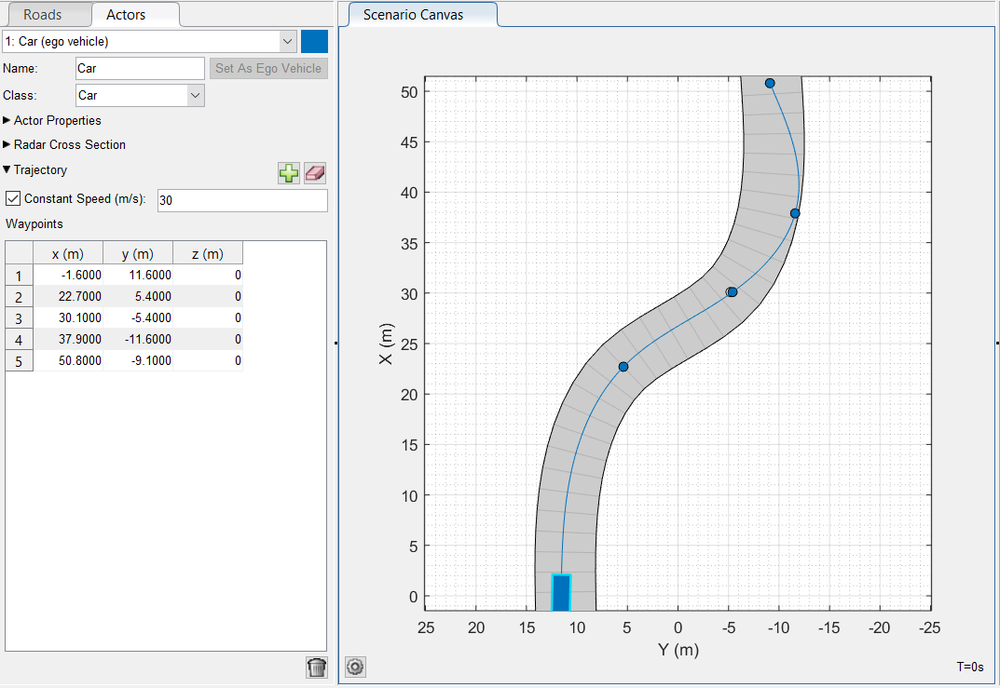 Roads Actors
1: Car (ego vehicle)
Name: Car Set As Ego Vehicle
Class: Car
Actor Properties
Radar Cross Section
Trajectory
Constant Speed (m/s): 30
Waypoints
x (m) y (m) z (m)
1 -1.6000 11.6000 0
2 22.7000 5.4000 0
3 30.1000 -5.4000 0
4 37.9000 -11.6000 0
5 50.8000 -9.1000 0
Scenario Canvas
50
45
40
35
30
25
20
15
10
5
0
X (m)
25 20 15 10 5 0 -5 -10 -15 -20 -25
Y (m)
T=0s